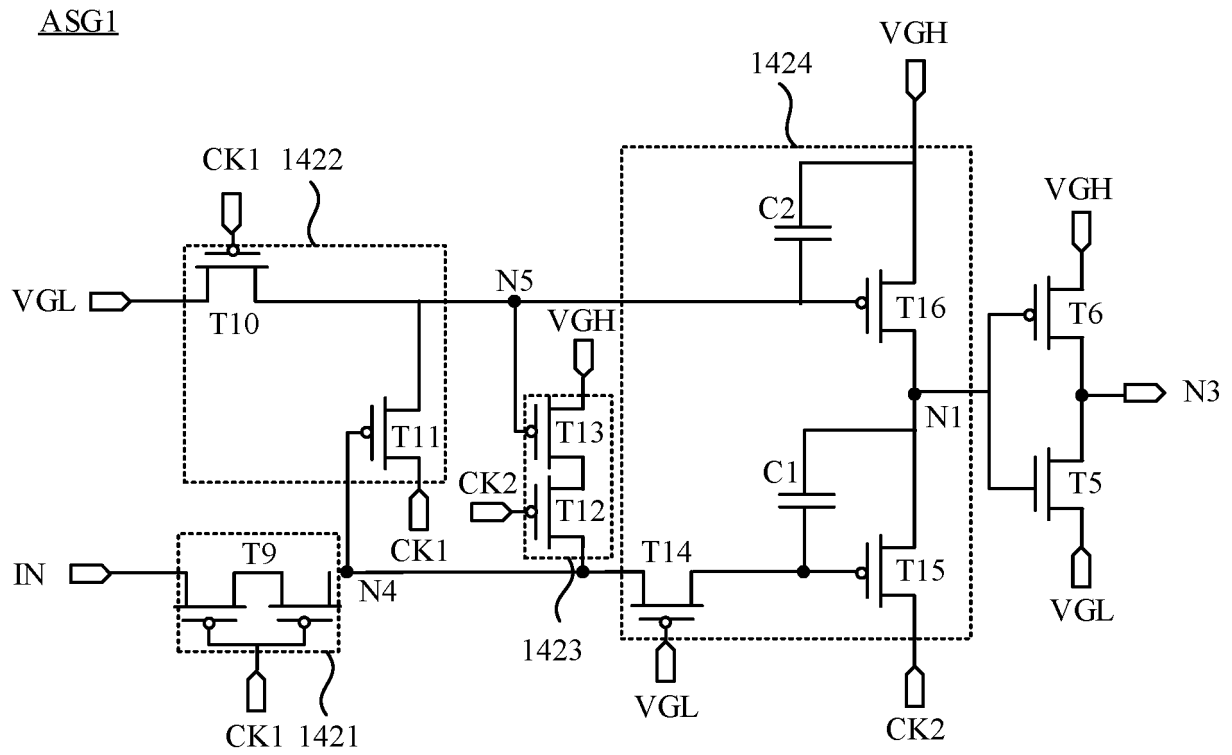 ASG1
VGH
1424
CK1
1422
C2
VGH
VGL
T10
N5
VGH
T16
T6
N3
N1
T11
T13
CK2
T12
C1
T5
CK1
IN
T9
N4
T14
T15
VGL
1423
VGL
CK1
1421
CK2